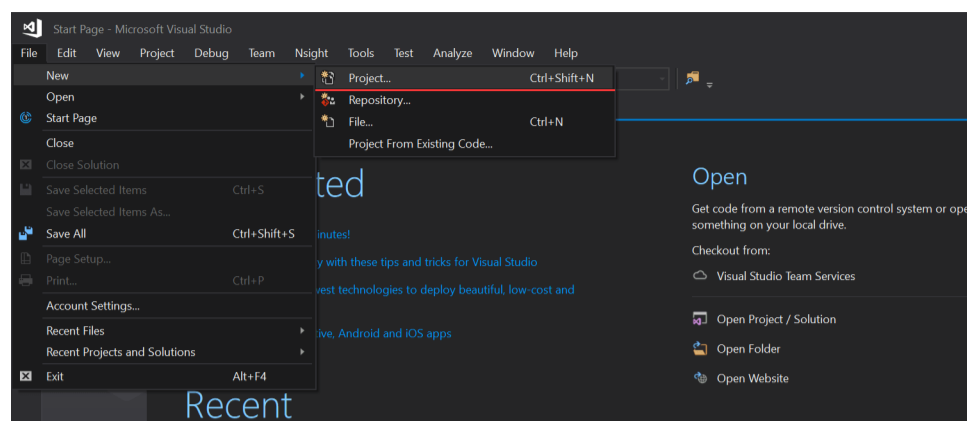 Start Page - Microsoft Visual Studio
File Edit View Project Debug Team Nsight Tools Test Analyze Window Help
New
Open
Start Page
Close
Close Solution
Save Selected Items Ctrl+S
Save Selected Items As...
Save All Ctrl+Shift+S
Page Setup...
Print... Ctrl+P
Account Settings...
Recent Files
Recent Projects and Solutions
Exit Alt+F4
Project... Ctrl+Shift+N
Repository...
File... Ctrl+N
Project From Existing Code...
ted
inutes!
y with these tips and tricks for Visual Studio
west technologies to deploy beautiful, low-cost and
ive, Android and iOS apps
Recent
Open
Get code from a remote version control system or ope
something on your local drive.
Checkout from:
Visual Studio Team Services
Open Project / Solution
Open Folder
Open Website